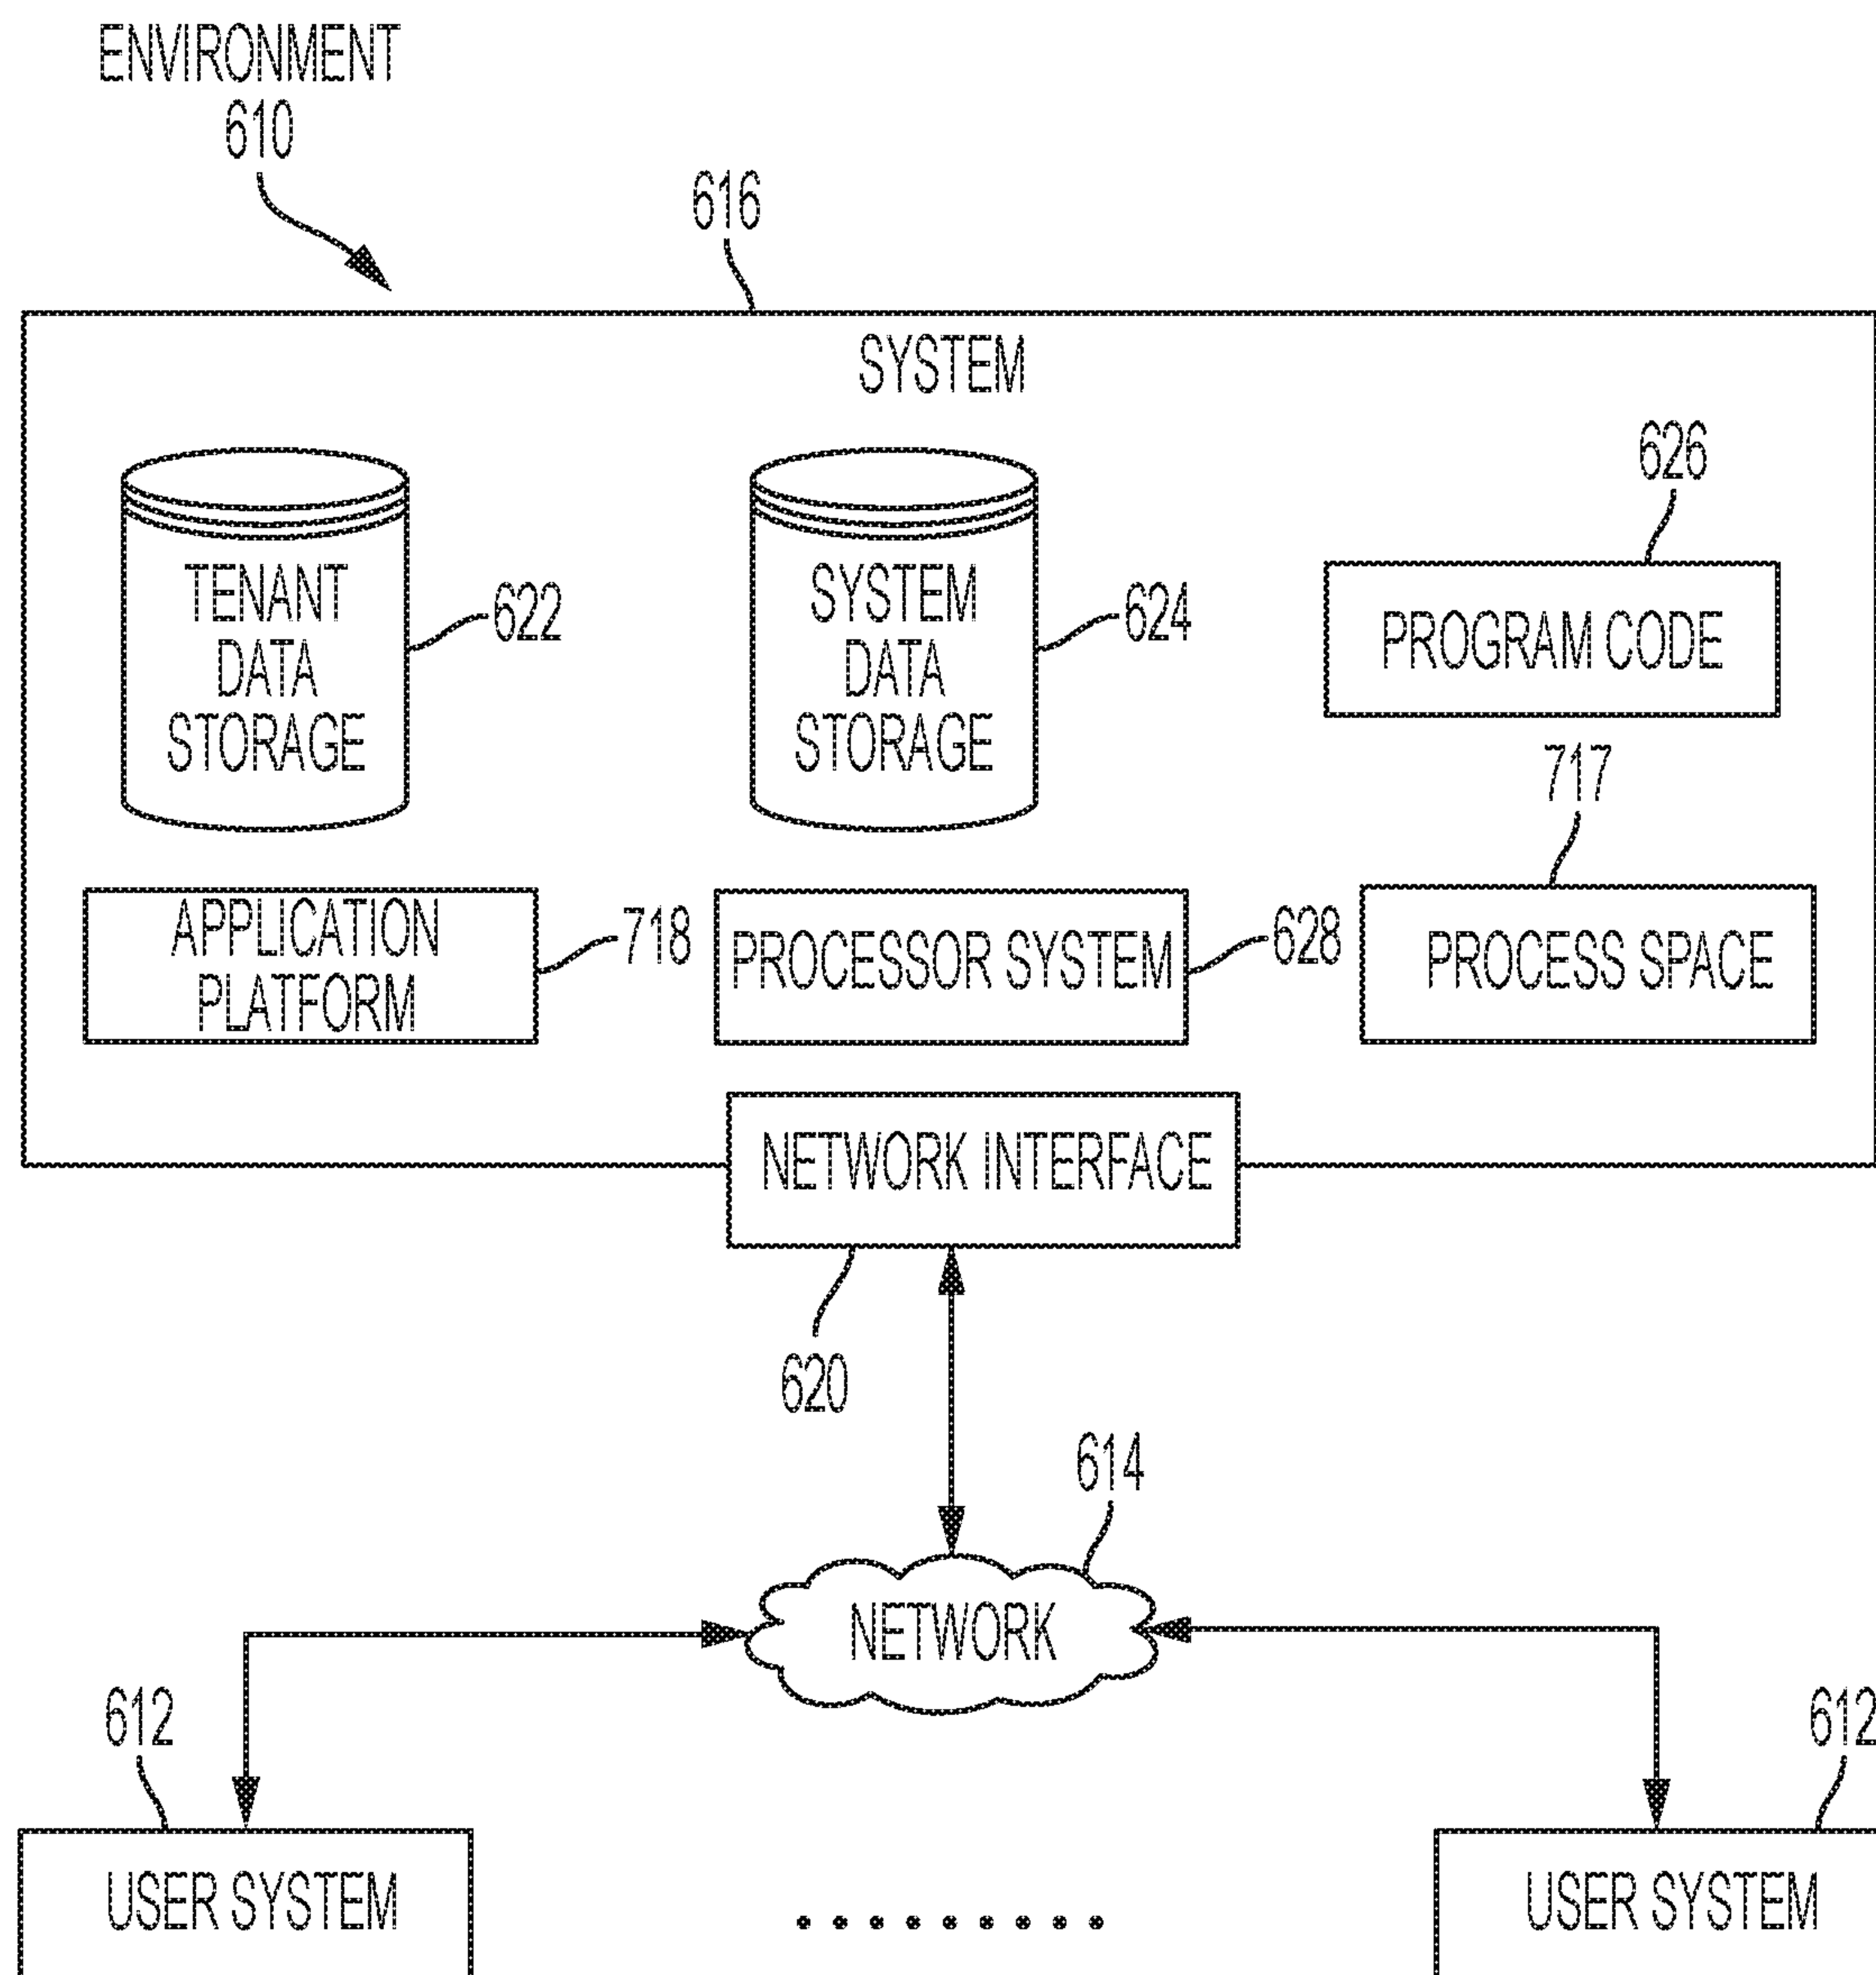 ENVIRONMENT
610
616
SYSTEM
626
TENANT
DATA
STORAGE
622
SYSTEM
DATA
STORAGE
624
PROGRAM CODE
717
APPLICATION
PLATFORM
718
PROCESSOR SYSTEM
628
PROCESS SPACE
NETWORK INTERFACE
620
614
NETWORK
612
612
USER SYSTEM
USER SYSTEM